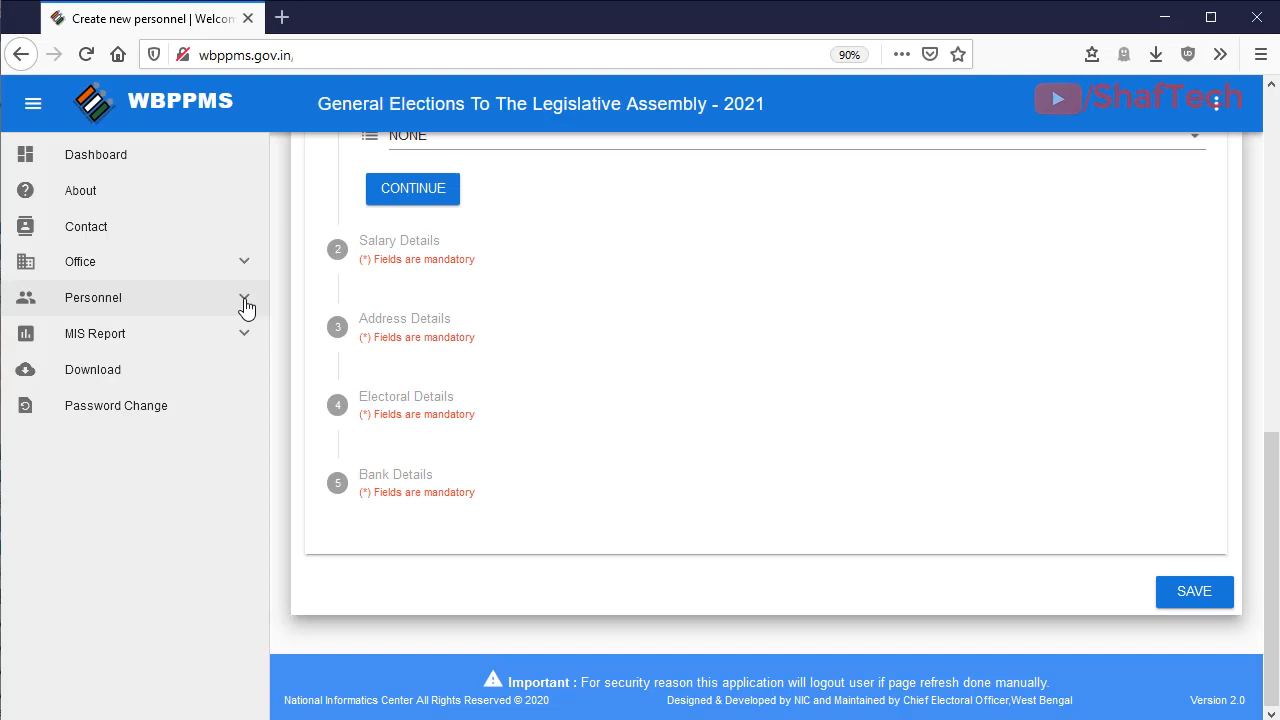 Create new personnel | Welcom
wbppms.gov.in/
90%
WBPPMS
General Elections To The Legislative Assembly - 2021
/ShafTech
Dashboard
About
Contact
Office
Personnel
MIS Report
Download
Password Change
NONE
CONTINUE
2 Salary Details
(*) Fields are mandatory
3 Address Details
(*) Fields are mandatory
4 Electoral Details
(*) Fields are mandatory
5 Bank Details
(*) Fields are mandatory
SAVE
Important : For security reason this application will logout user if page refresh done manually.
National Informatics Center All Rights Reserved © 2020
Designed & Developed by NIC and Maintained by Chief Electoral Officer,West Bengal
Version 2.0